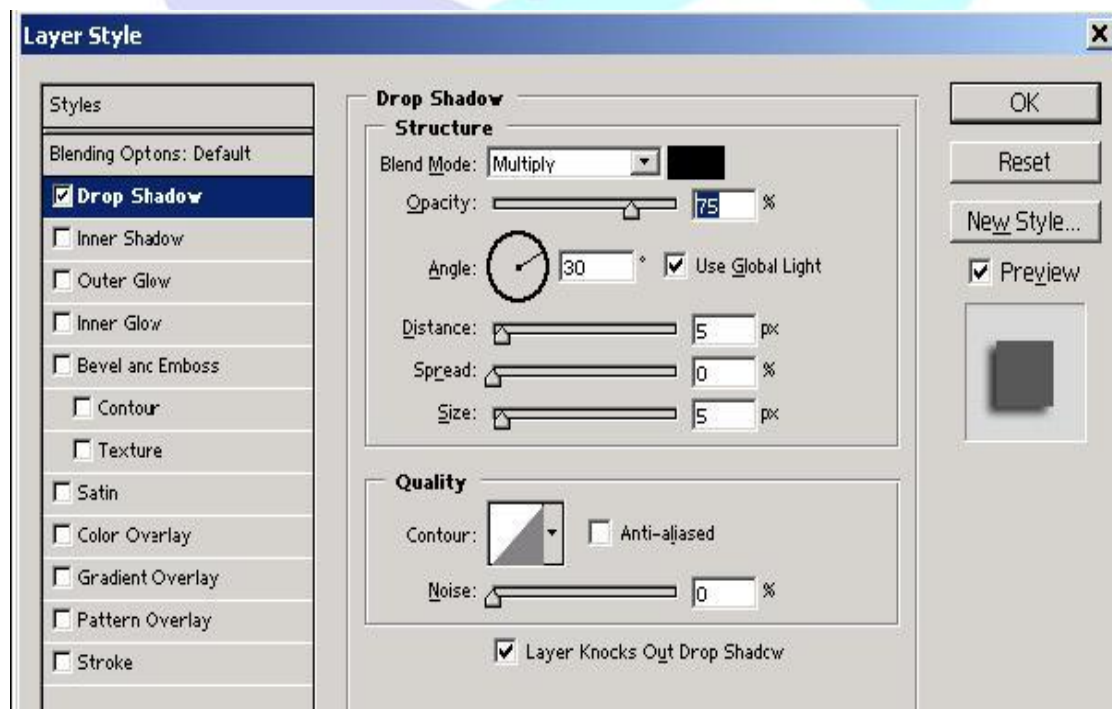 Layer Style
Styles
Blending Optons: Default
Drop Shadow
Inner Shadow
Outer Glow
Inner Glow
Bevel anc Emboss
Contour
Texture
Satin
Color Overlay
Gradient Overlay
Pattern Overlay
Stroke
Drop Shadow
Structure
Blend Mode: Multiply
Opacity: 75 %
Angle: 30 ° Use Global Light
Distance: 5 px
Spread: 0 %
Size: 5 px
Quality
Contour: Anti-aliased
Noise: 0 %
Layer Knocks Out Drop Shadow
OK
Reset
New Style...
Preview